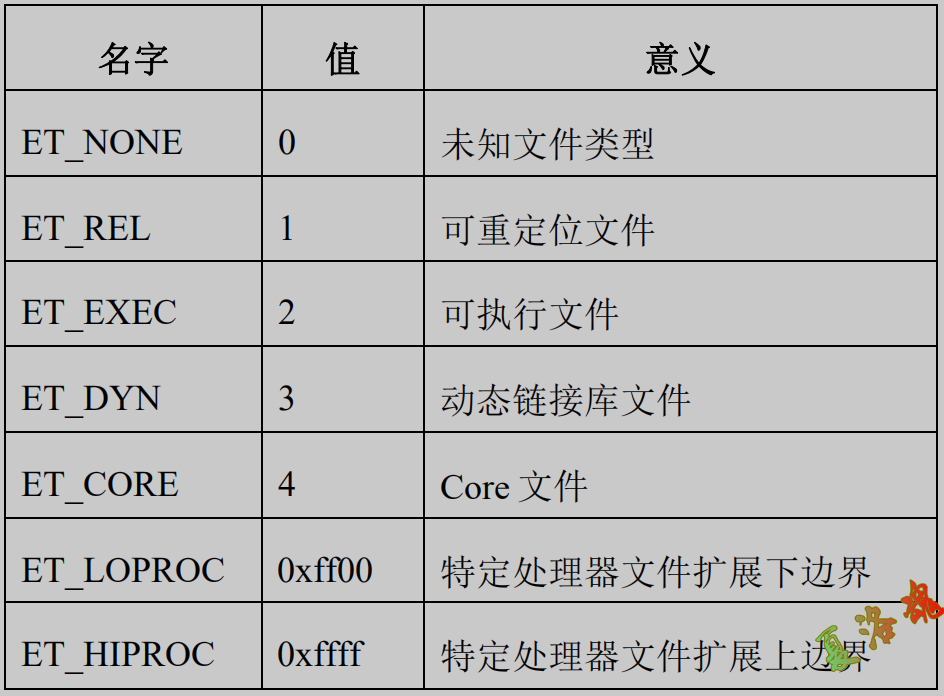 名字 值 意义
ET_NONE 0 未知文件类型
ET_REL 1 可重定位文件
ET_EXEC 2 可执行文件
ET_DYN 3 动态链接库文件
ET_CORE 4 Core 文件
ET_LOPROC 0xff00 特定处理器文件扩展下边界
ET_HIPROC 0xffff 特定处理器文件扩展上边界